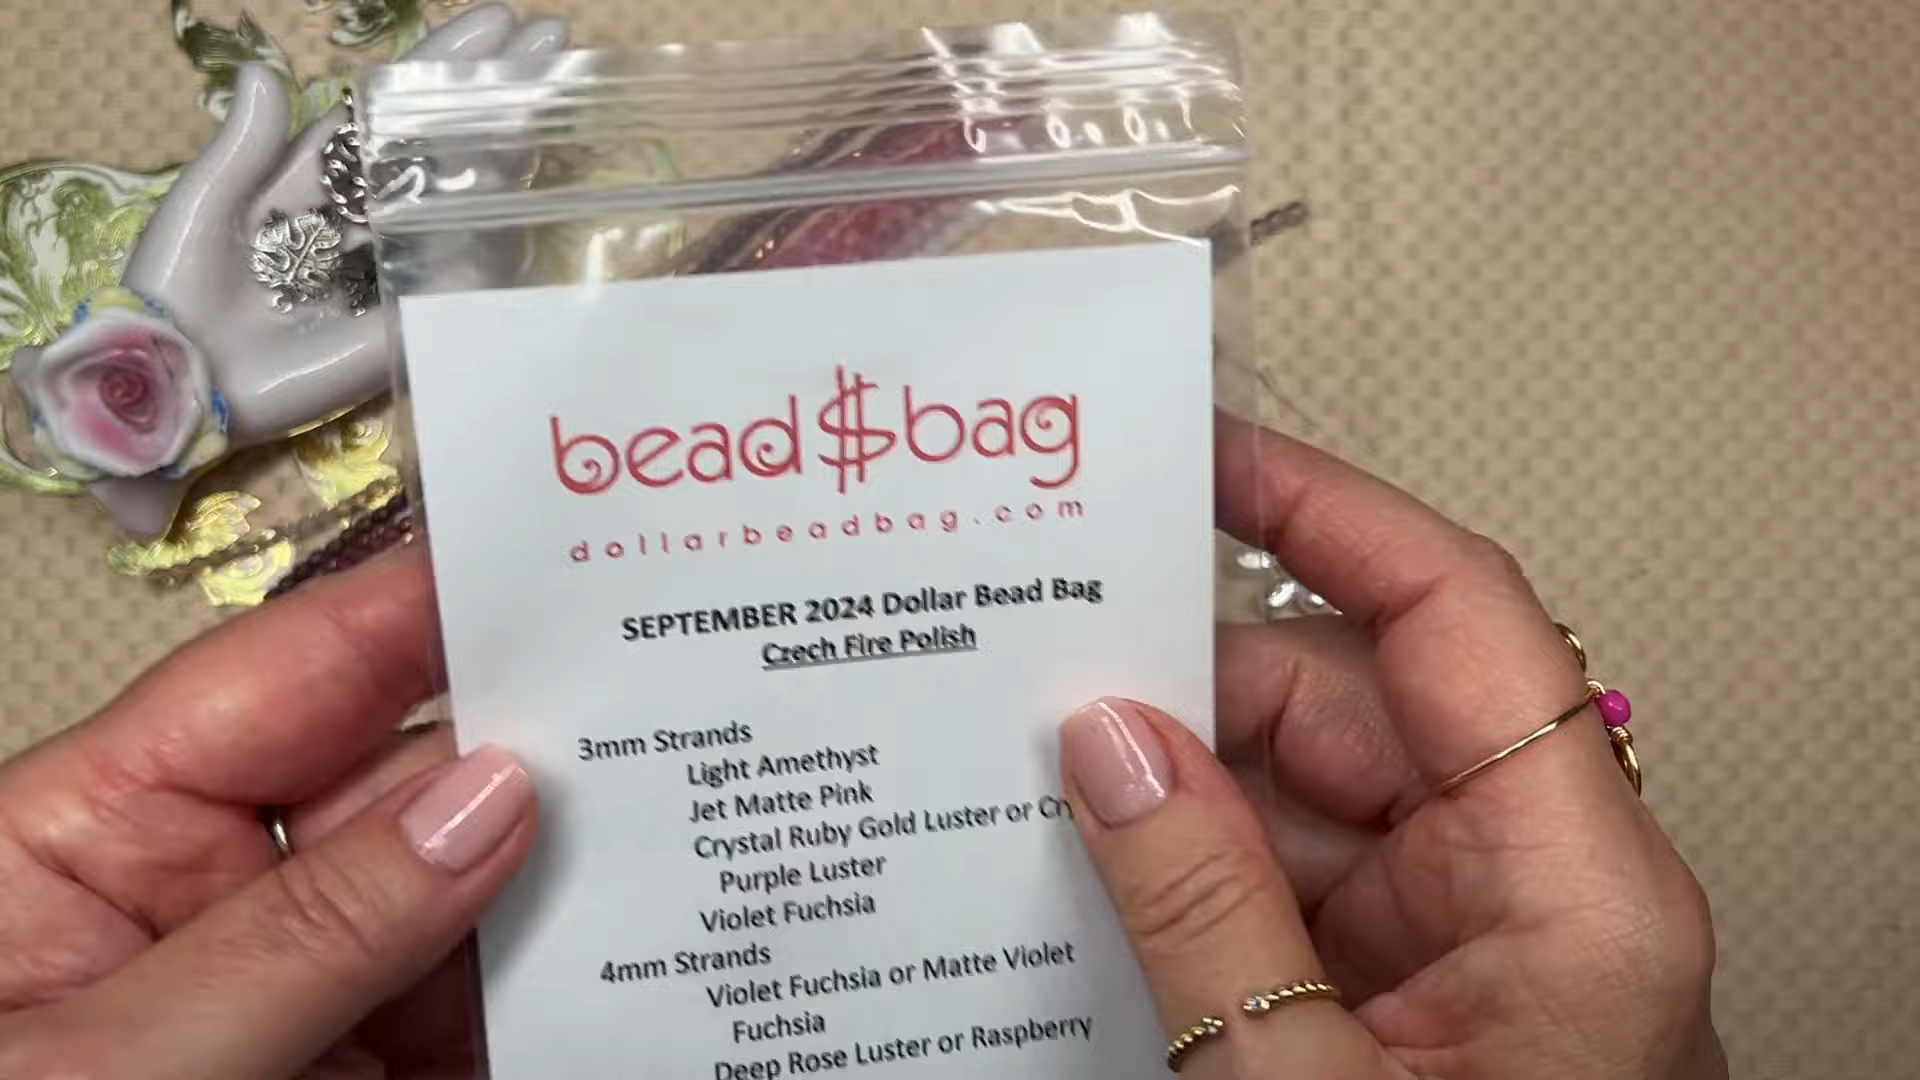 bead$bag
dollarbeadbag.com
SEPTEMBER 2024 Dollar Bead Bag
Czech Fire Polish
3mm Strands
Light Amethyst
Jet Matte Pink
Crystal Ruby Gold Luster or
Purple Luster
Violet Fuchsia
4mm Strands
Violet Fuchsia or Matte Violet
Fuchsia
Deep Rose Luster or Raspberry